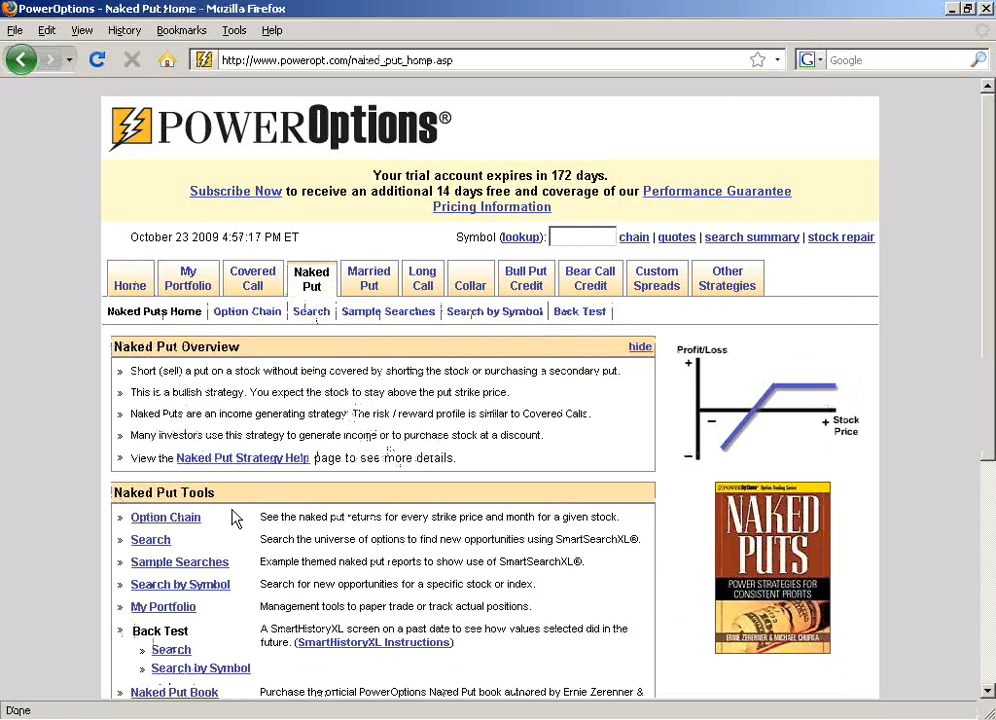 PowerOptions - Naked Put Home - Mozilla Firefox
File Edit View History Bookmarks Tools Help
http://www.poweropt.com/naked_put_home.asp
G Google
POWEROptions®
Your trial account expires in 172 days.
Subscribe Now to receive an additional 14 days free and coverage of our Performance Guarantee
Pricing Information
October 23 2009 4:57:17 PM ET
Symbol (lookup): chain | quotes | search summary | stock repair
Home My Portfolio Covered Call Naked Put Married Put Long Call Collar Bull Put Credit Bear Call Credit Custom Spreads Other Strategies
Naked Puts Home Option Chain Search Sample Searches Search by Symbol Back Test
Naked Put Overview hide
» Short (sell) a put on a stock without being covered by shorting the stock or purchasing a secondary put.
» This is a bullish strategy. You expect the stock to stay above the put strike price.
» Naked Puts are an income generating strategy. The risk / reward profile is similar to Covered Calls.
» Many investors use this strategy to generate income or to purchase stock at a discount.
» View the Naked Put Strategy Help page to see more details.
Profit/Loss
+
–
+ Stock
Price
–
Naked Put Tools
» Option Chain See the naked put returns for every strike price and month for a given stock.
» Search Search the universe of options to find new opportunities using SmartSearchXL®.
» Sample Searches Example themed naked put reports to show use of SmartSearchXL®.
» Search by Symbol Search for new opportunities for a specific stock or index.
» My Portfolio Management tools to paper trade or track actual positions.
» Back Test A SmartHistoryXL screen on a past date to see how values selected did in the
future. (SmartHistoryXL Instructions)
» Search
» Search by Symbol
» Naked Put Book Purchase the official PowerOptions Naked Put book authored by Ernie Zerenner &
POWEROptions® Option Trading Series
NAKED
PUTS
POWER STRATEGIES FOR
CONSISTENT PROFITS
ERNIE ZERENNER & MICHAEL CHUPKA
Done